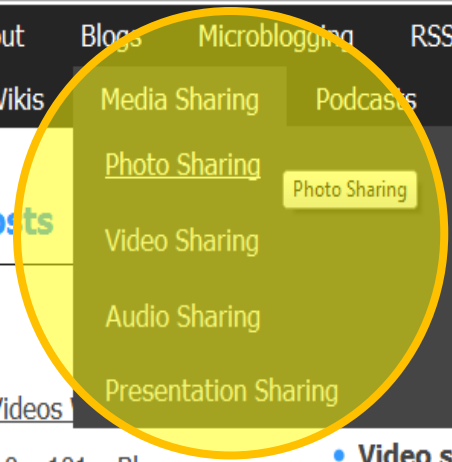 out Blogs Microblogging RSS
Wikis Media Sharing Podcasts
Photo Sharing
Photo Sharing
osts
Video Sharing
Audio Sharing
Presentation Sharing
Videos
Video s